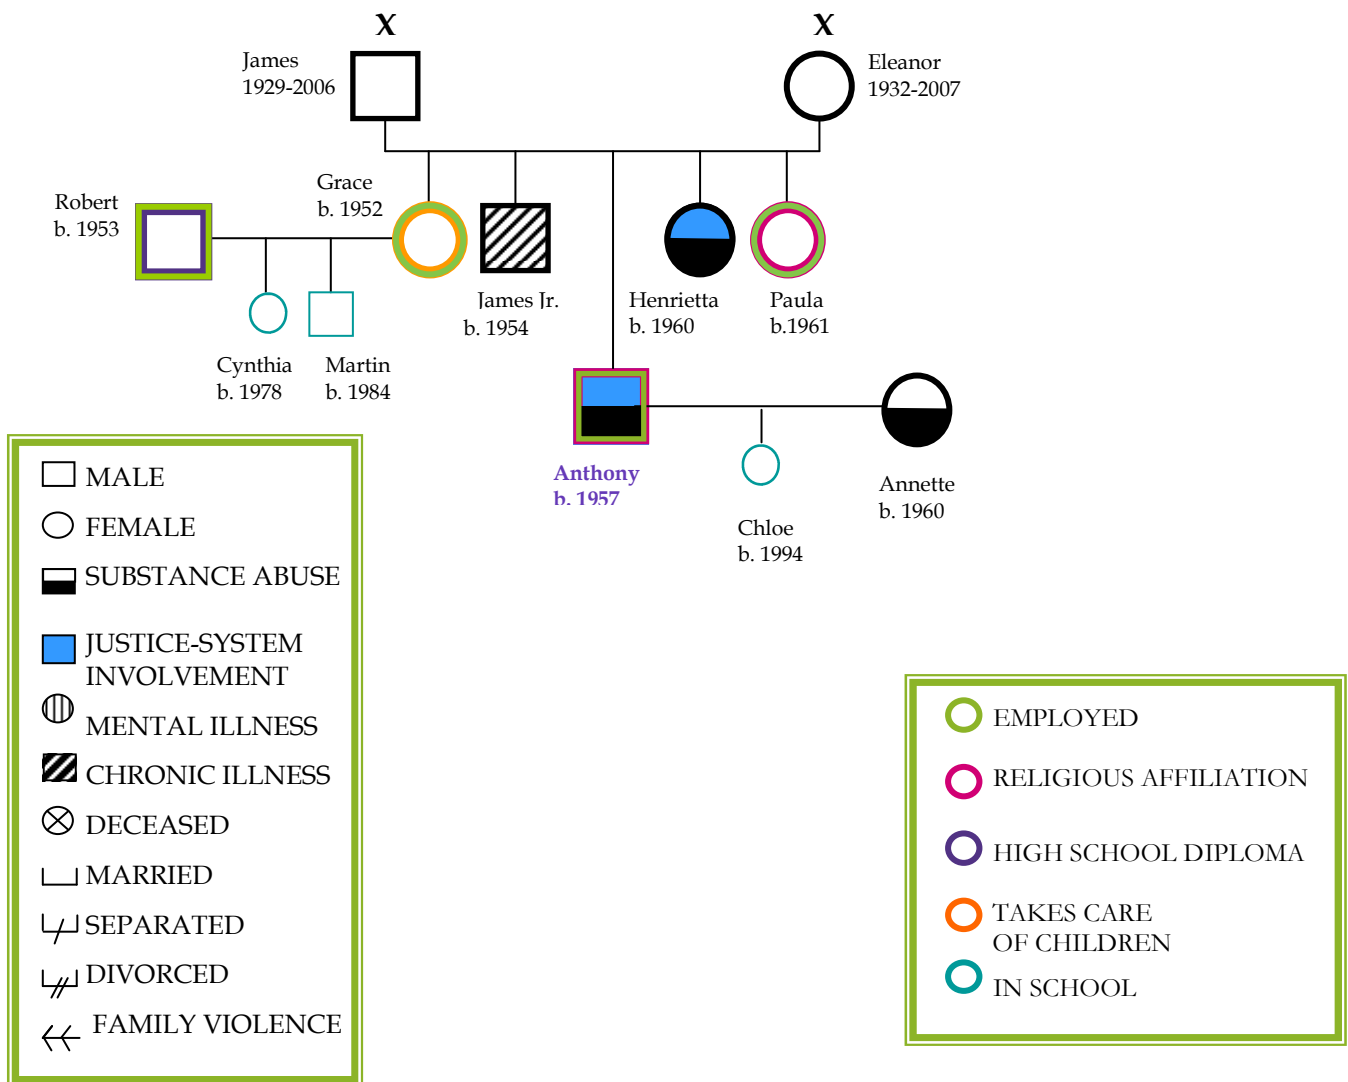 X
X
James
1929-2006
Eleanor
1932-2007
Robert
b. 1953
Grace
b. 1952
James Jr.
b. 1954
Henrietta
b. 1960
Paula
b.1961
Cynthia
b. 1978
Martin
b. 1984
Anthony
b. 1957
Chloe
b. 1994
Annette
b. 1960
MALE
FEMALE
SUBSTANCE ABUSE
JUSTICE-SYSTEM
INVOLVEMENT
MENTAL ILLNESS
CHRONIC ILLNESS
DECEASED
MARRIED
SEPARATED
DIVORCED
FAMILY VIOLENCE
EMPLOYED
RELIGIOUS AFFILIATION
HIGH SCHOOL DIPLOMA
TAKES CARE
OF CHILDREN
IN SCHOOL